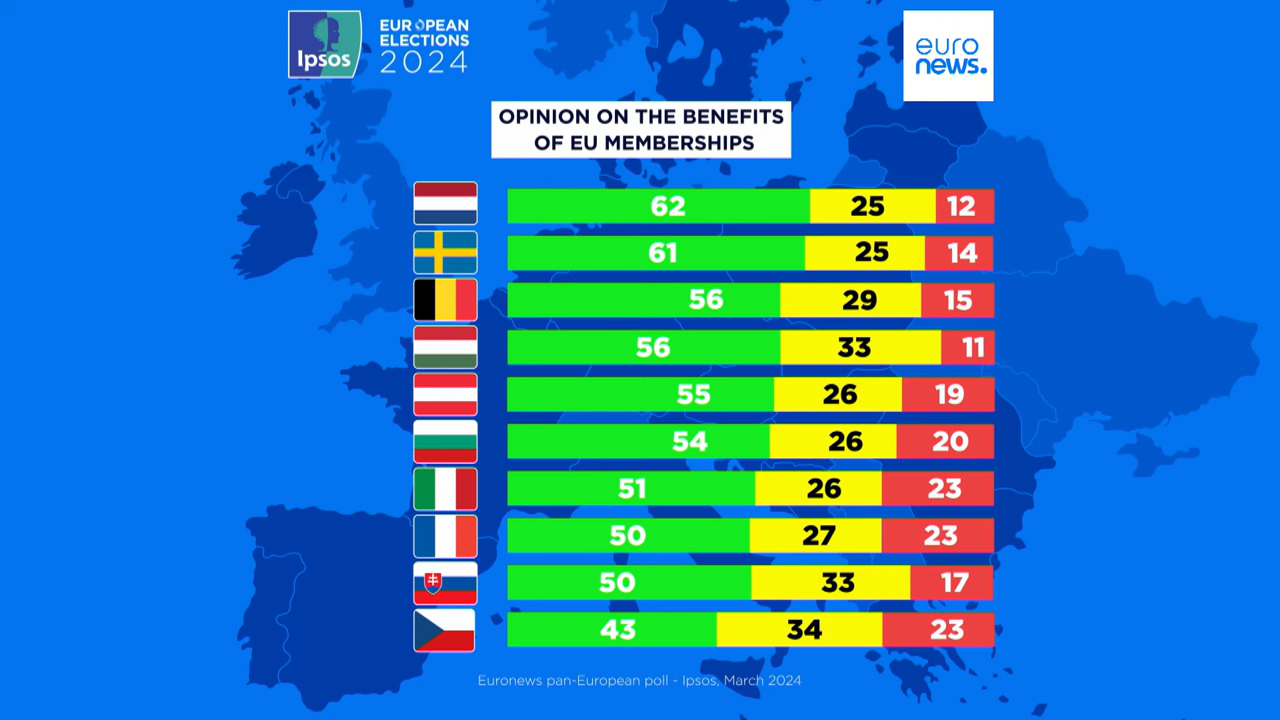 Ipsos
EUROPEAN
ELECTIONS
2024
euro
news.
OPINION ON THE BENEFITS
OF EU MEMBERSHIPS
62 25 12
61 25 14
56 29 15
56 33 11
55 26 19
54 26 20
51 26 23
50 27 23
50 33 17
43 34 23
Euronews pan-European poll - Ipsos, March 2024